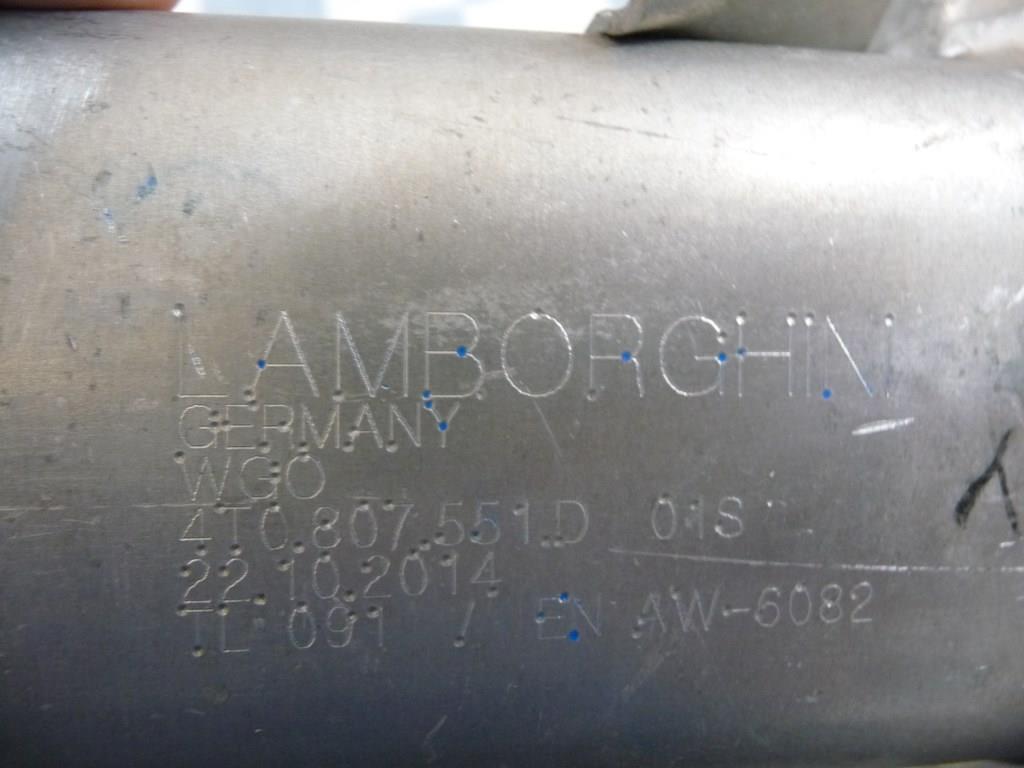 LAMBORGHINI
GERMANY
WGO
4T0.807.551.D 01S
22.10.2014
TL 091 / EN AW-6082